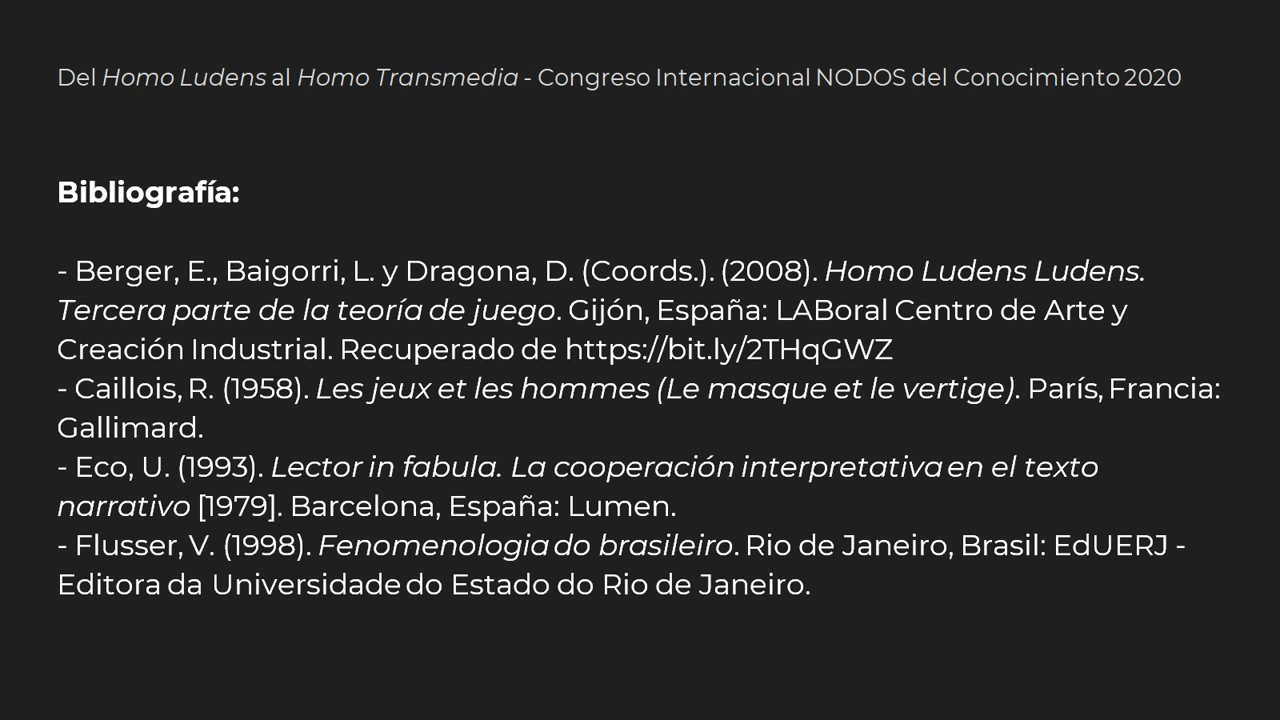 Del Homo Ludens al Homo Transmedia - Congreso Internacional NODOS del Conocimiento 2020
Bibliografía:
- Berger, E., Baigorri, L. y Dragona, D. (Coords.). (2008). Homo Ludens Ludens.
Tercera parte de la teoría de juego. Gijón, España: LABoral Centro de Arte y
Creación Industrial. Recuperado de https://bit.ly/2THqGWZ
- Caillois, R. (1958). Les jeux et les hommes (Le masque et le vertige). París, Francia:
Gallimard.
- Eco, U. (1993). Lector in fabula. La cooperación interpretativa en el texto
narrativo [1979]. Barcelona, España: Lumen.
- Flusser, V. (1998). Fenomenologia do brasileiro. Rio de Janeiro, Brasil: EdUERJ -
Editora da Universidade do Estado do Rio de Janeiro.